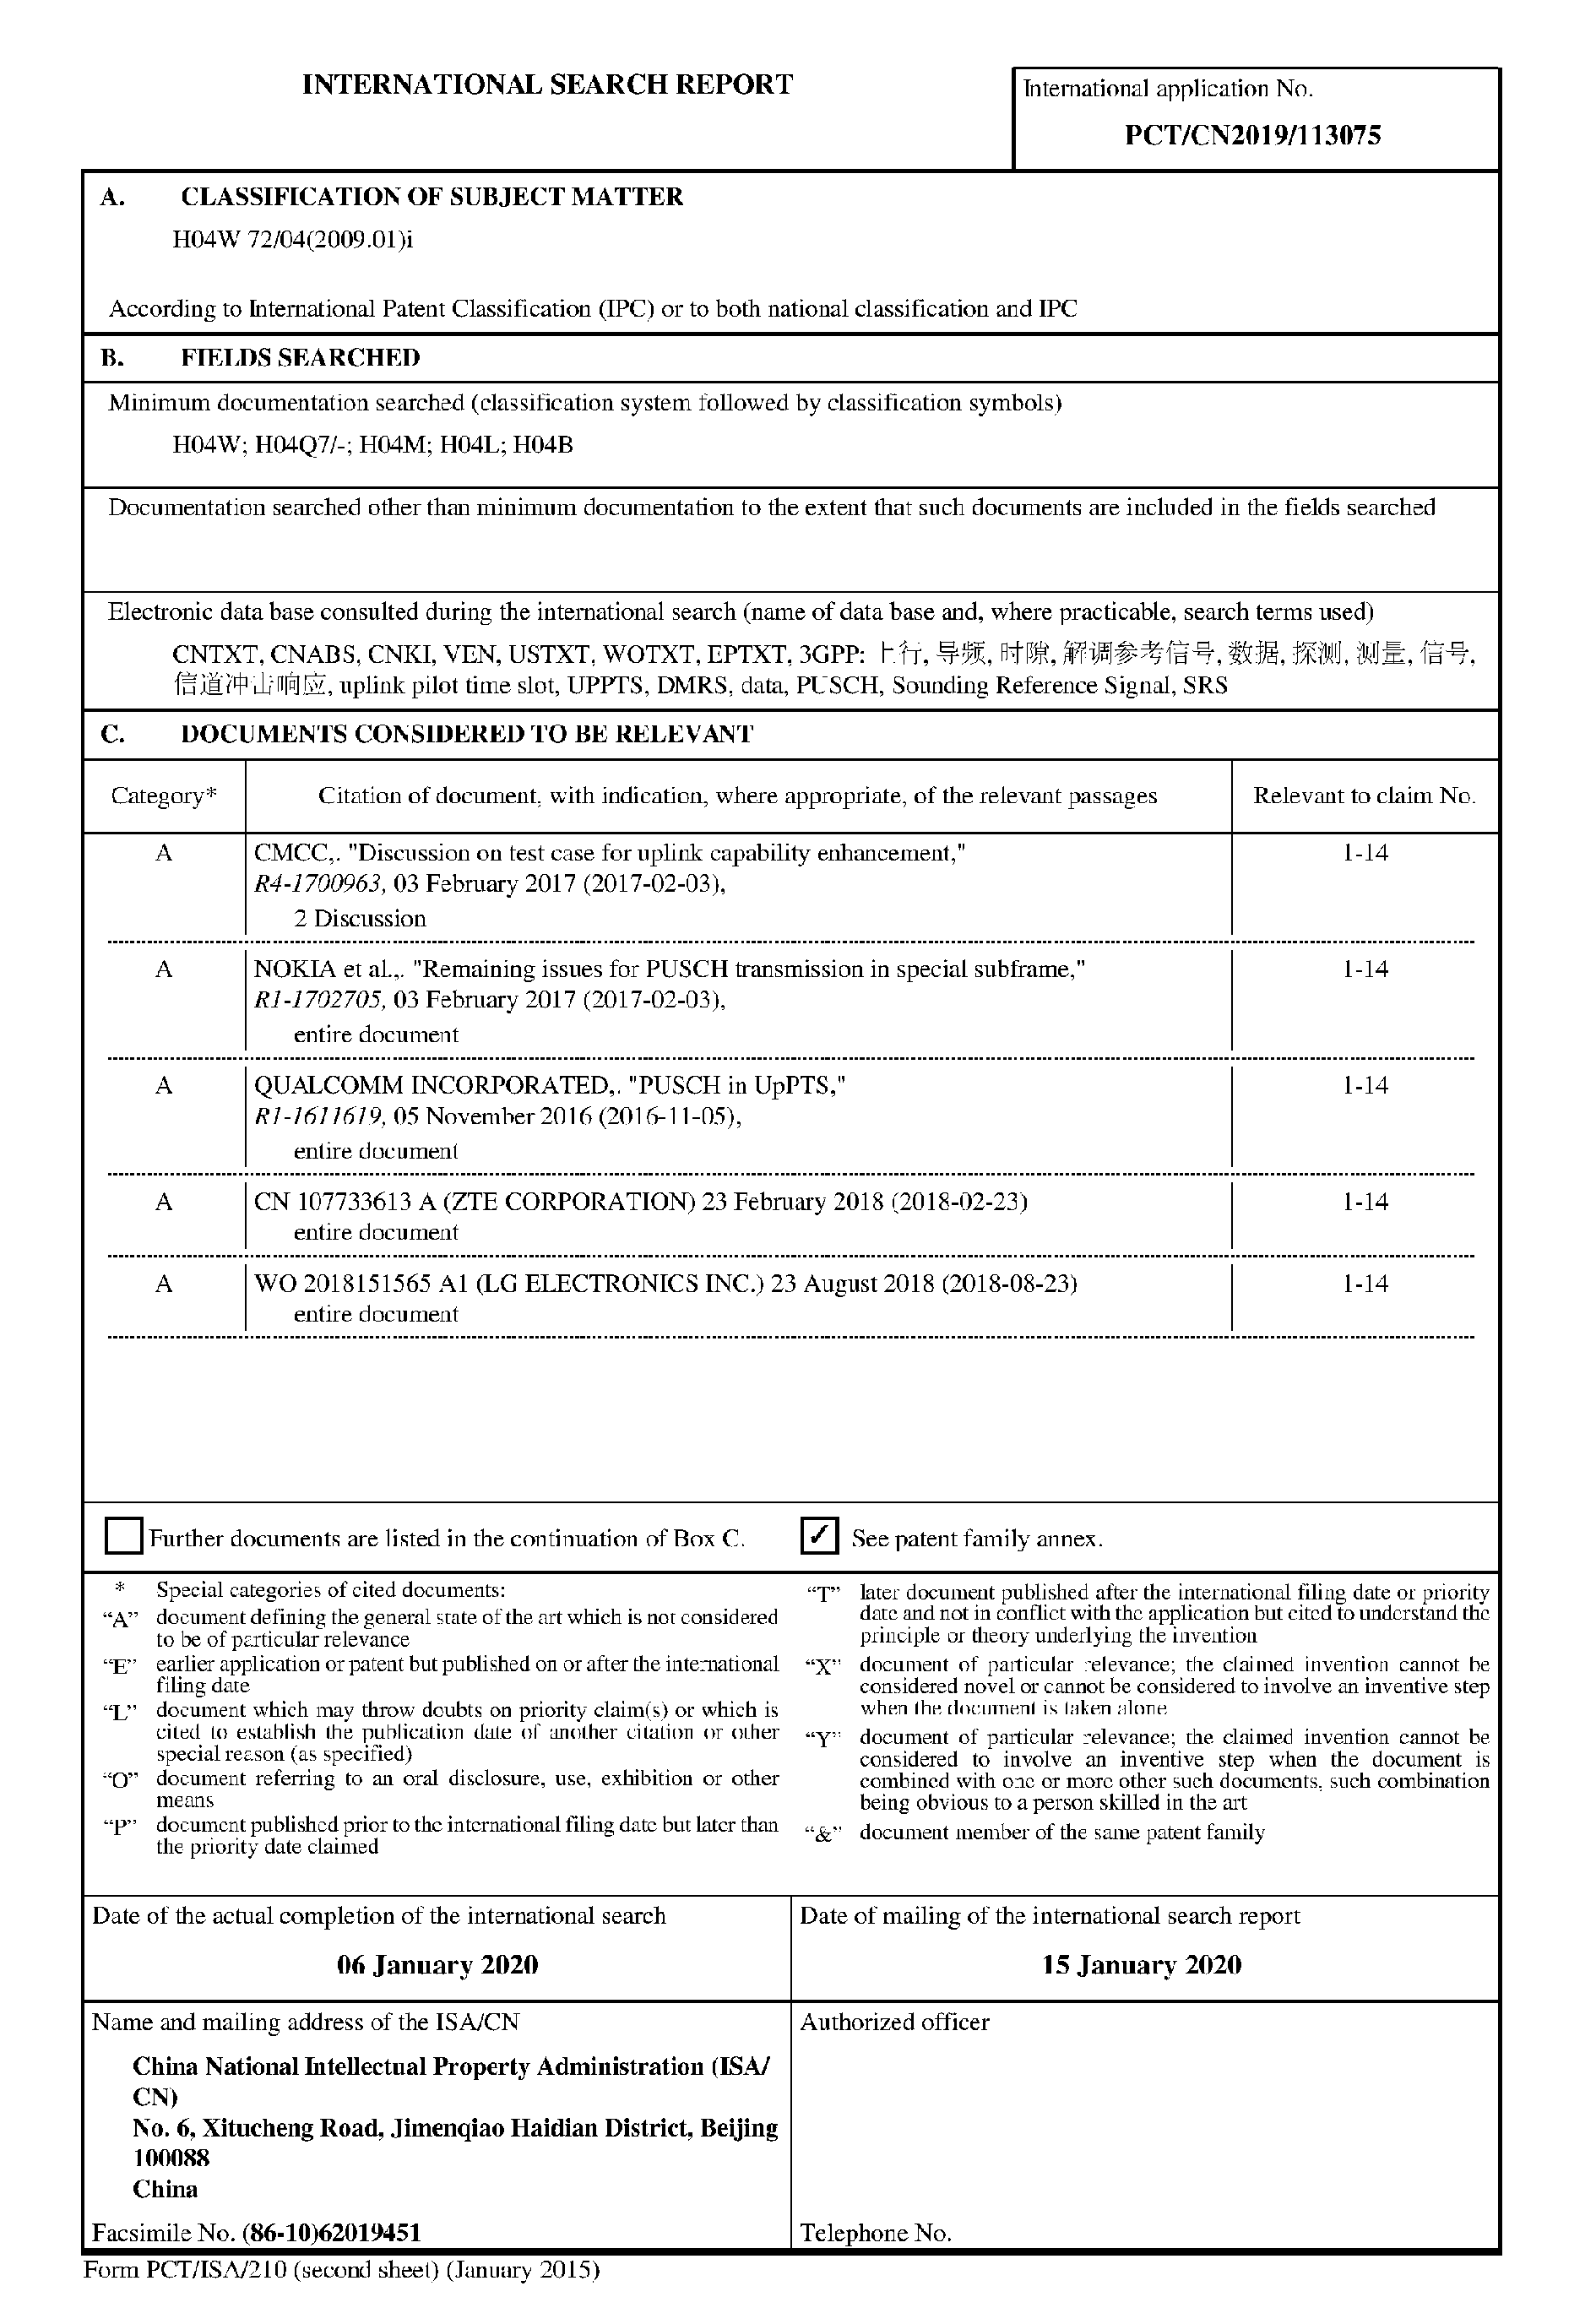 INTERNATIONAL SEARCH REPORT
International application No.
PCT/CN2019/113075
A. CLASSIFICATION OF SUBJECT MATTER
H04W 72/04(2009.01)i
According to International Patent Classification (IPC) or to both national classification and IPC
B. FIELDS SEARCHED
Minimum documentation searched (classification system followed by classification symbols)
H04W; H04Q7/-; H04M; H04L; H04B
Documentation searched other than minimum documentation to the extent that such documents are included in the fields searched
Electronic data base consulted during the international search (name of data base and, where practicable, search terms used)
CNTXT, CNABS, CNKI, VEN, USTXT, WOTXT, EPTXT, 3GPP: 上行, 导频, 时隙, 解调参考信号, 数据, 探测, 测量, 信号,
信道冲击响应, uplink pilot time slot, UPPTS, DMRS, data, PUSCH, Sounding Reference Signal, SRS
C. DOCUMENTS CONSIDERED TO BE RELEVANT
Category* Citation of document, with indication, where appropriate, of the relevant passages Relevant to claim No.
A CMCC,. "Discussion on test case for uplink capability enhancement," 1-14
R4-1700963, 03 February 2017 (2017-02-03),
2 Discussion
A NOKIA et al.,. "Remaining issues for PUSCH transmission in special subframe," 1-14
R1-1702705, 03 February 2017 (2017-02-03),
entire document
A QUALCOMM INCORPORATED,. "PUSCH in UpPTS," 1-14
R1-1611619, 05 November 2016 (2016-11-05),
entire document
A CN 107733613 A (ZTE CORPORATION) 23 February 2018 (2018-02-23) 1-14
entire document
A WO 2018151565 A1 (LG ELECTRONICS INC.) 23 August 2018 (2018-08-23) 1-14
entire document
Further documents are listed in the continuation of Box C. ✓ See patent family annex.
* Special categories of cited documents:
“A” document defining the general state of the art which is not considered
to be of particular relevance
“E” earlier application or patent but published on or after the international
filing date
“L” document which may throw doubts on priority claim(s) or which is
cited to establish the publication date of another citation or other
special reason (as specified)
“O” document referring to an oral disclosure, use, exhibition or other
means
“P” document published prior to the international filing date but later than
the priority date claimed
“T” later document published after the international filing date or priority
date and not in conflict with the application but cited to understand the
principle or theory underlying the invention
“X” document of particular relevance; the claimed invention cannot be
considered novel or cannot be considered to involve an inventive step
when the document is taken alone
“Y” document of particular relevance; the claimed invention cannot be
considered to involve an inventive step when the document is
combined with one or more other such documents, such combination
being obvious to a person skilled in the art
“&” document member of the same patent family
Date of the actual completion of the international search
06 January 2020
Date of mailing of the international search report
15 January 2020
Name and mailing address of the ISA/CN
China National Intellectual Property Administration (ISA/
CN)
No. 6, Xitucheng Road, Jimenqiao Haidian District, Beijing
100088
China
Facsimile No. (86-10)62019451
Authorized officer
Telephone No.
Form PCT/ISA/210 (second sheet) (January 2015)